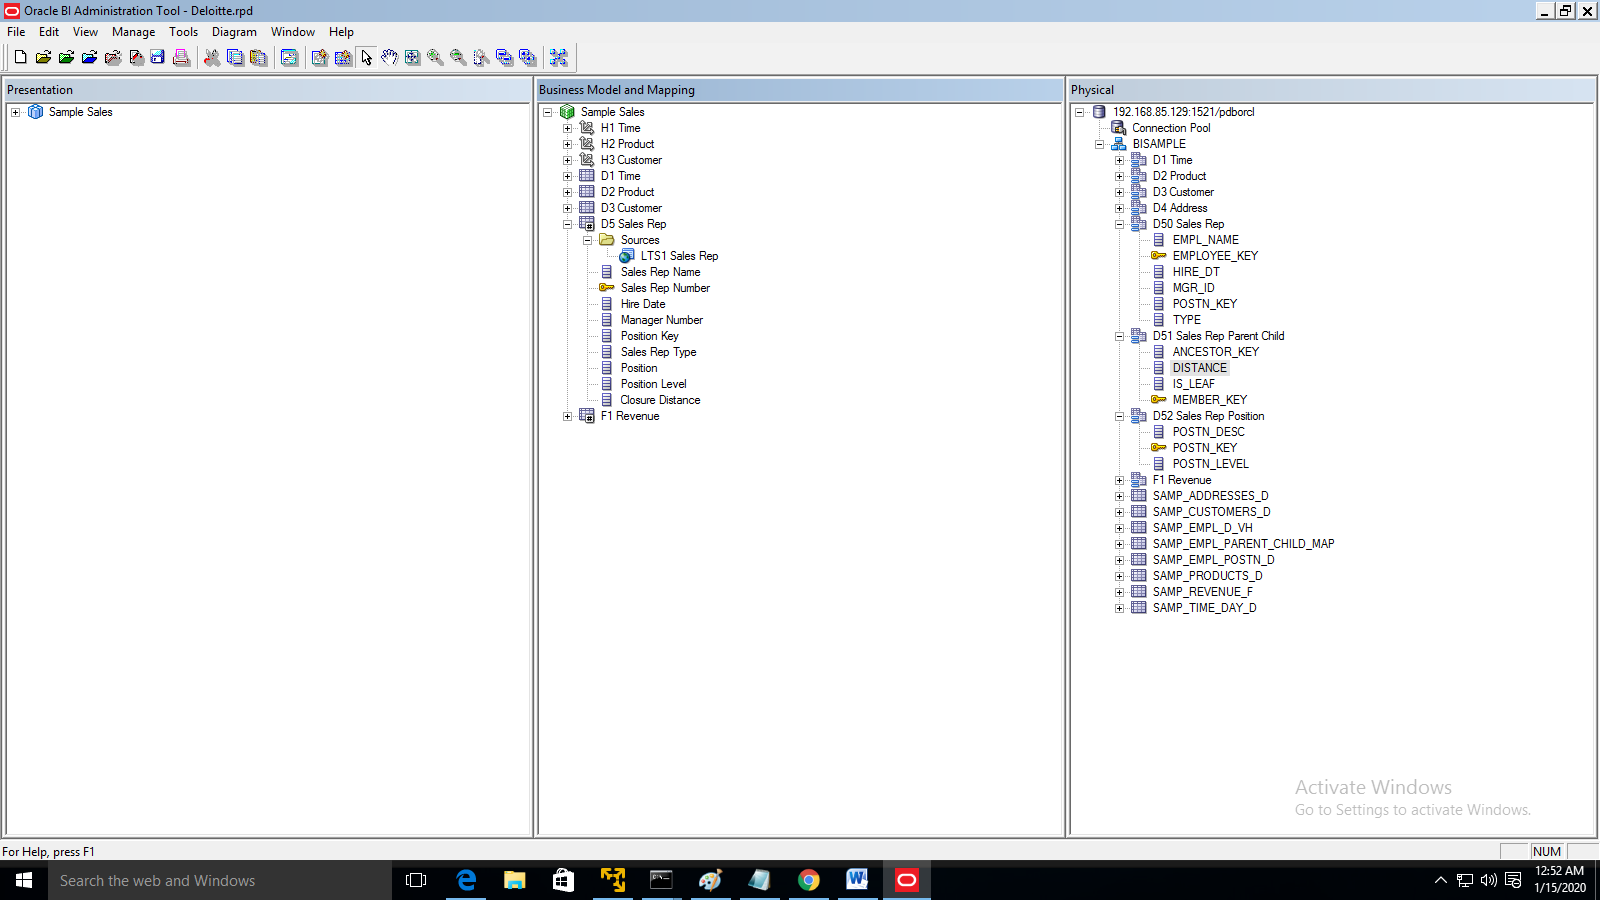 Oracle BI Administration Tool - Deloitte.rpd
File Edit View Manage Tools Diagram Window Help
Presentation
Sample Sales
Business Model and Mapping
Sample Sales
H1 Time
H2 Product
H3 Customer
D1 Time
D2 Product
D3 Customer
D5 Sales Rep
Sources
LTS1 Sales Rep
Sales Rep Name
Sales Rep Number
Hire Date
Manager Number
Position Key
Sales Rep Type
Position
Position Level
Closure Distance
F1 Revenue
Physical
192.168.85.129:1521/pdborcl
Connection Pool
BISAMPLE
D1 Time
D2 Product
D3 Customer
D4 Address
D50 Sales Rep
EMPL_NAME
EMPLOYEE_KEY
HIRE_DT
MGR_ID
POSTN_KEY
TYPE
D51 Sales Rep Parent Child
ANCESTOR_KEY
DISTANCE
IS_LEAF
MEMBER_KEY
D52 Sales Rep Position
POSTN_DESC
POSTN_KEY
POSTN_LEVEL
F1 Revenue
SAMP_ADDRESSES_D
SAMP_CUSTOMERS_D
SAMP_EMPL_D_VH
SAMP_EMPL_PARENT_CHILD_MAP
SAMP_EMPL_POSTN_D
SAMP_PRODUCTS_D
SAMP_REVENUE_F
SAMP_TIME_DAY_D
Activate Windows
Go to Settings to activate Windows.
For Help, press F1
NUM
Search the web and Windows
12:52 AM
1/15/2020